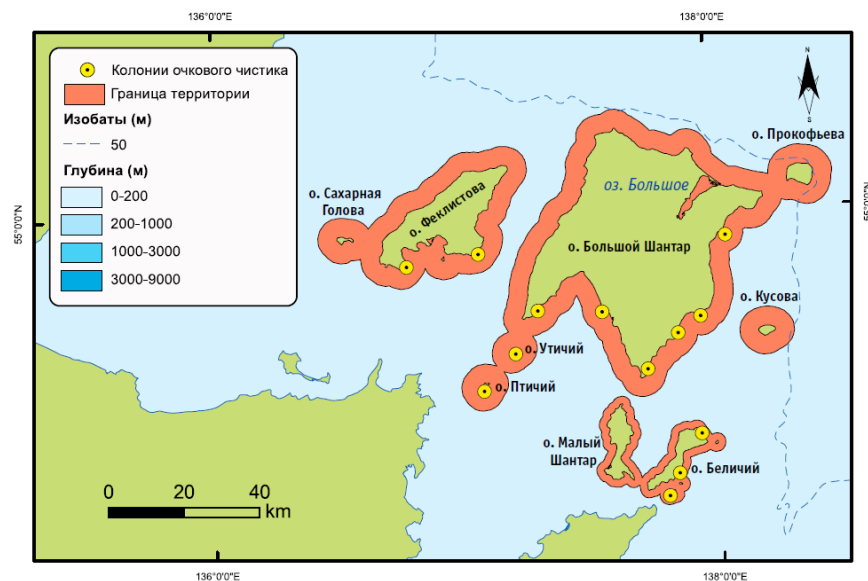 136°0'0"E
138°0'0"E
Колонии очкового чистика
Граница территории
Изобаты (м)
50
Глубина (м)
0-200
200-1000
1000-3000
3000-9000
N
S
о. Прокофьева
оз. Большое
о. Сахарная
Голова
о. Феклистова
55°0'0"N
55°0'0"N
о. Большой Шантар
о. Кусова
о. Утичий
о. Птичий
о. Малый
Шантар
о. Беличий
0 20 40
km
136°0'0"E
138°0'0"E